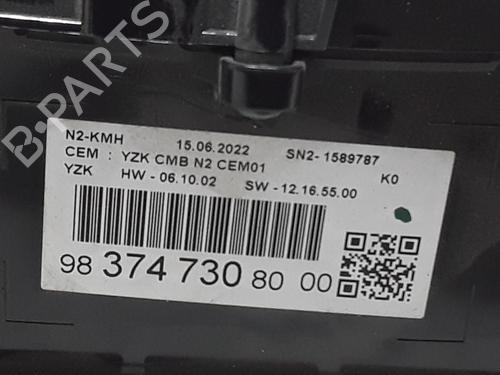 B-PARTS
N2-KMH 15.06.2022 SN2- 1589787
CEM : YZK CMB N2 CEM01 K0
YZK HW - 06.10.02 SW - 12.16.55.00
98 374 730 80 00